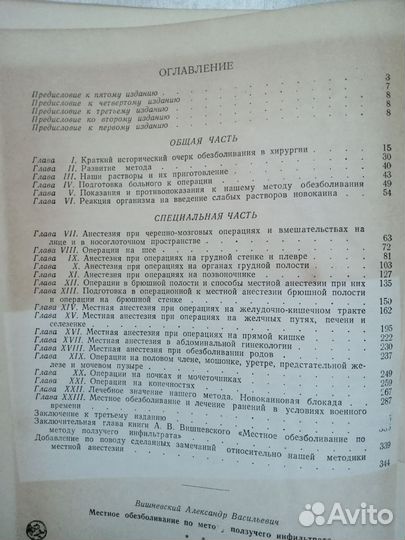 ОГЛАВЛЕНИЕ
Предисловие к пятому изданию 3
Предисловие к четвертому изданию 7
Предисловие к третьему изданию 8
Предисловие ко второму изданию 8
Предисловие к первому изданию
ОБЩАЯ ЧАСТЬ
Глава I. Краткий исторический очерк обезболивания в хирургии 15
Глава II. Развитие метода 30
Глава III. Наши растворы и их приготовление 40
Глава IV. Подготовка больного к операции 43
Глава V. Показания и противопоказания к нашему методу обезболивания 49
Глава VI. Реакция организма на введение слабых растворов новокаина 54
СПЕЦИАЛЬНАЯ ЧАСТЬ
Глава VII. Анестезия при черепно-мозговых операциях и вмешательствах на
лице и в носоглоточном пространстве 63
Глава VIII. Операции на шее 72
Глава IX. Анестезия при операциях на грудной стенке и плевре 81
Глава X. Анестезия при операциях на органах грудной полости 103
Глава XI. Анестезия при операциях на позвоночнике 127
Глава XII. Операции в брюшной полости и способы местной анестезии при них 135
Глава XIII. Подготовка в операционной к местной анестезии брюшной полости
и операции на брюшной стенке 150
Глава XIV. Местная анестезия при операциях на желудочно-кишечном тракте 162
Глава XV. Местная анестезия при операциях на желчных путях, печени и
селезенке 195
Глава XVI. Местная анестезия при операциях на прямой кишке 222
Глава XVII. Местная анестезия в абдоминальной гинекологии 230
Глава XVIII. Местная анестезия при обезболивании родов 237
Глава XIX. Операции на половом члене, мошонке, уретре, предстательной же-
лезе и мочевом пузыре
Глава XX. Операции на почках и мочеточниках 249
Глава XXI. Операции на конечностях 259
Глава XXII. Лечебное значение нашего метода. Новокаиновая блокада 267
Глава XXIII. Местное обезболивание и лечение ранений в условиях военного 287
времени
Заключение к третьему изданию
Заключительная глава книги А. В. Вишневского «Местное обезболивание по
методу ползучего инфильтрата» 339
Добавление по поводу сделанных замечаний относительно нашей методики
местной анестезии 344
Вишневский Александр Васильевич
Местное обезболивание по ползучего
Avito